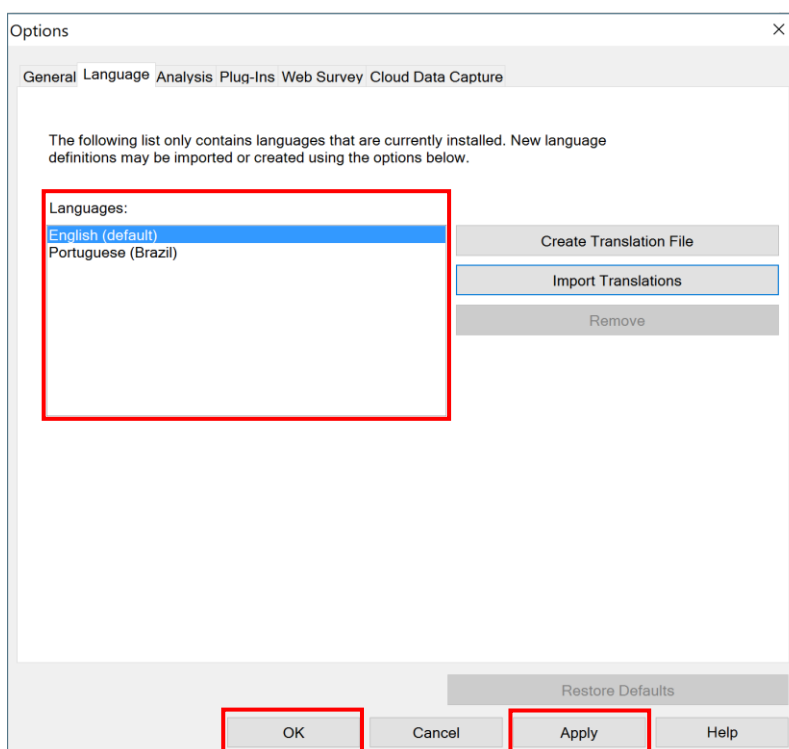 Options
General Language Analysis Plug-Ins Web Survey Cloud Data Capture
The following list only contains languages that are currently installed. New language
definitions may be imported or created using the options below.
Languages:
English (default)
Portuguese (Brazil)
Create Translation File
Import Translations
Remove
Restore Defaults
OK Cancel Apply Help